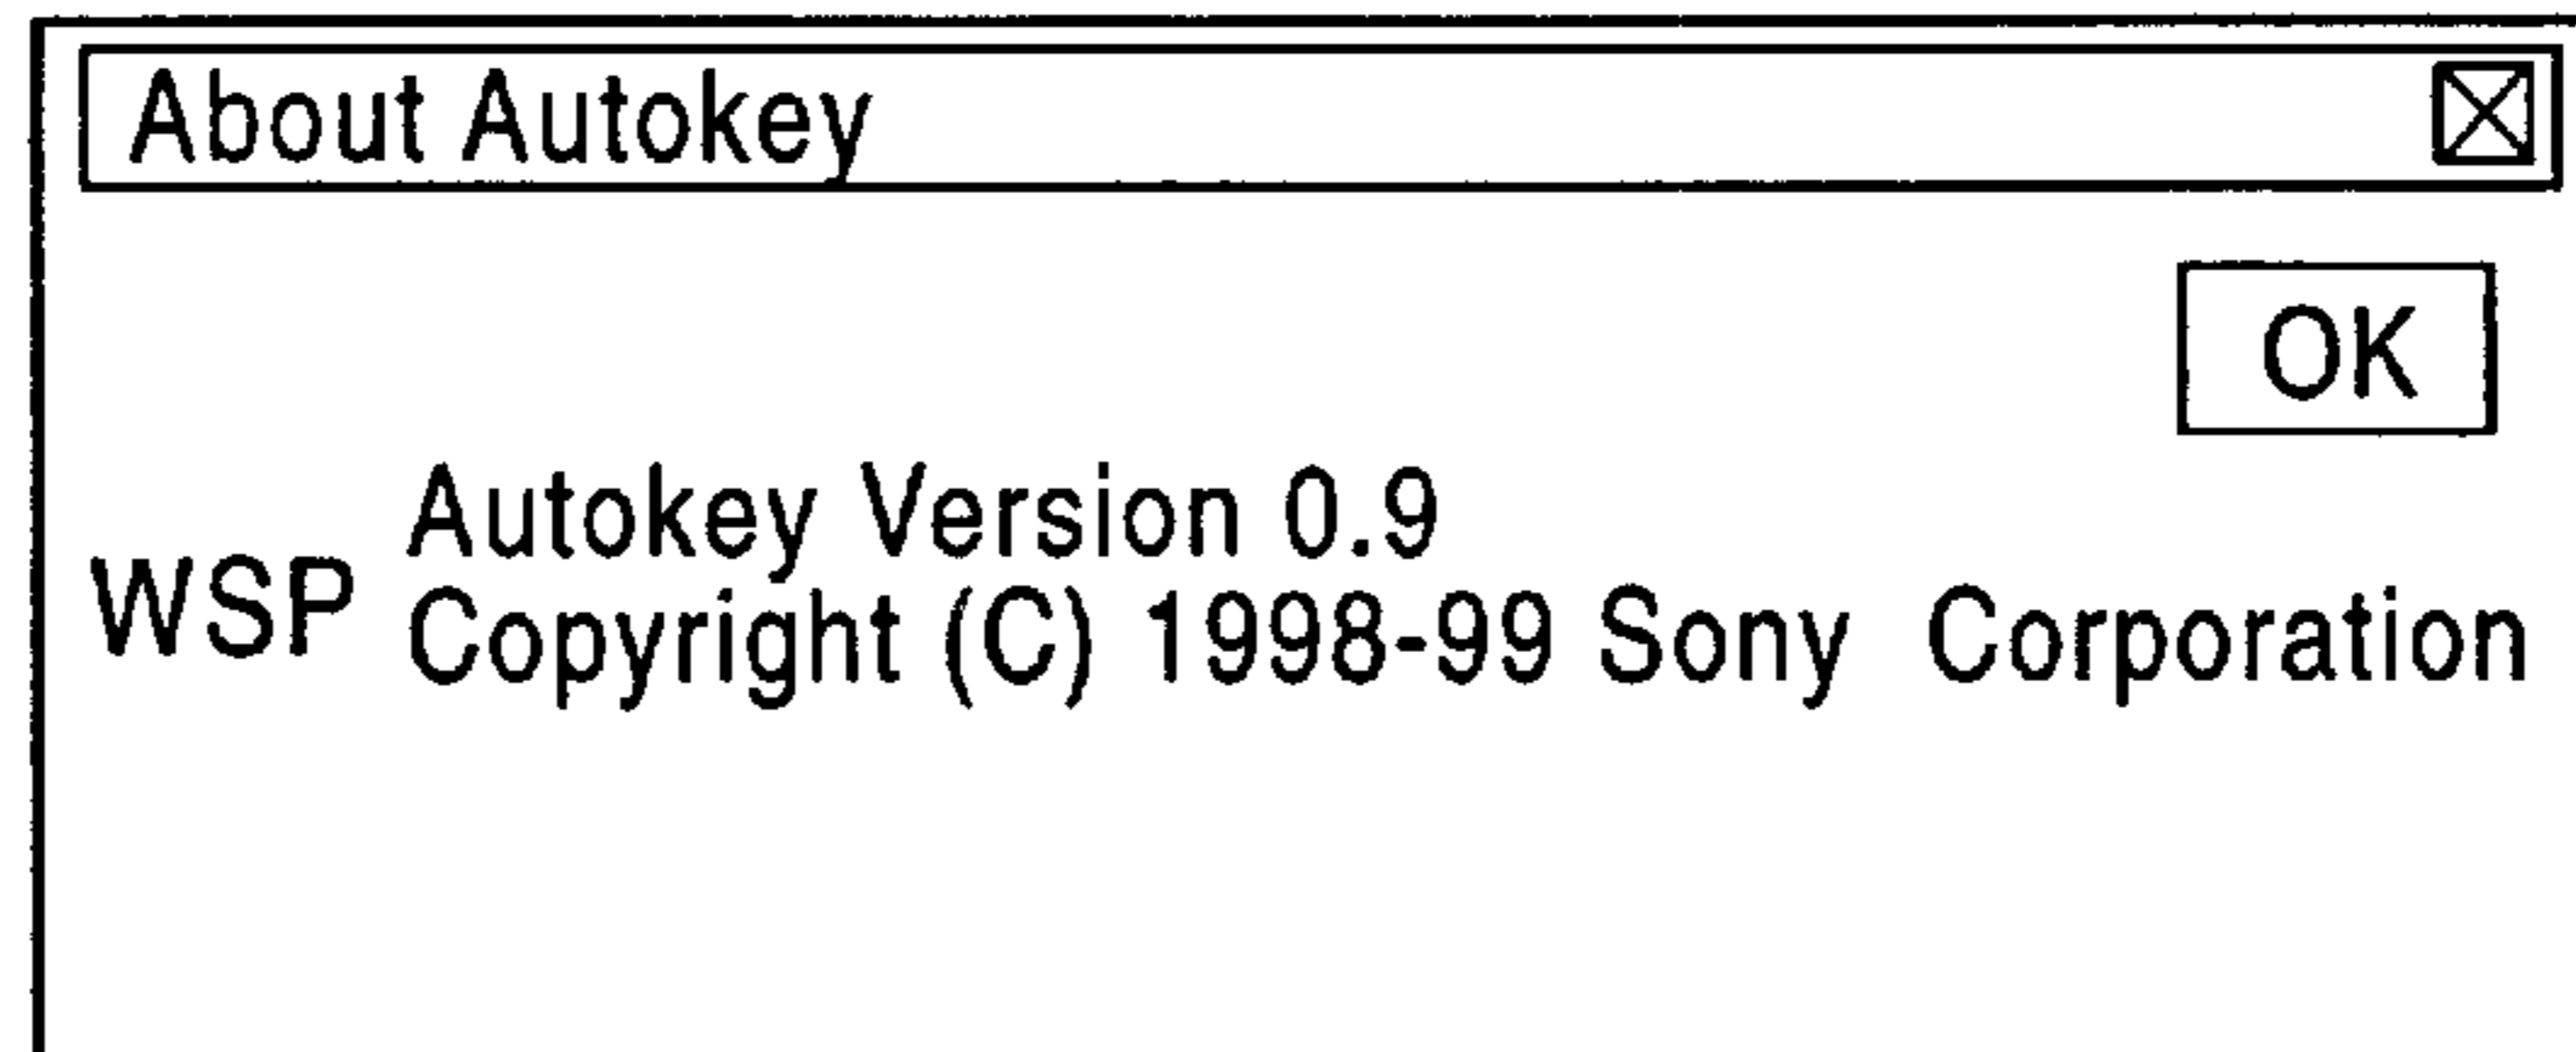 About Autokey
OK
Autokey Version 0.9
WSP
Copyright (C) 1998-99 Sony Corporation